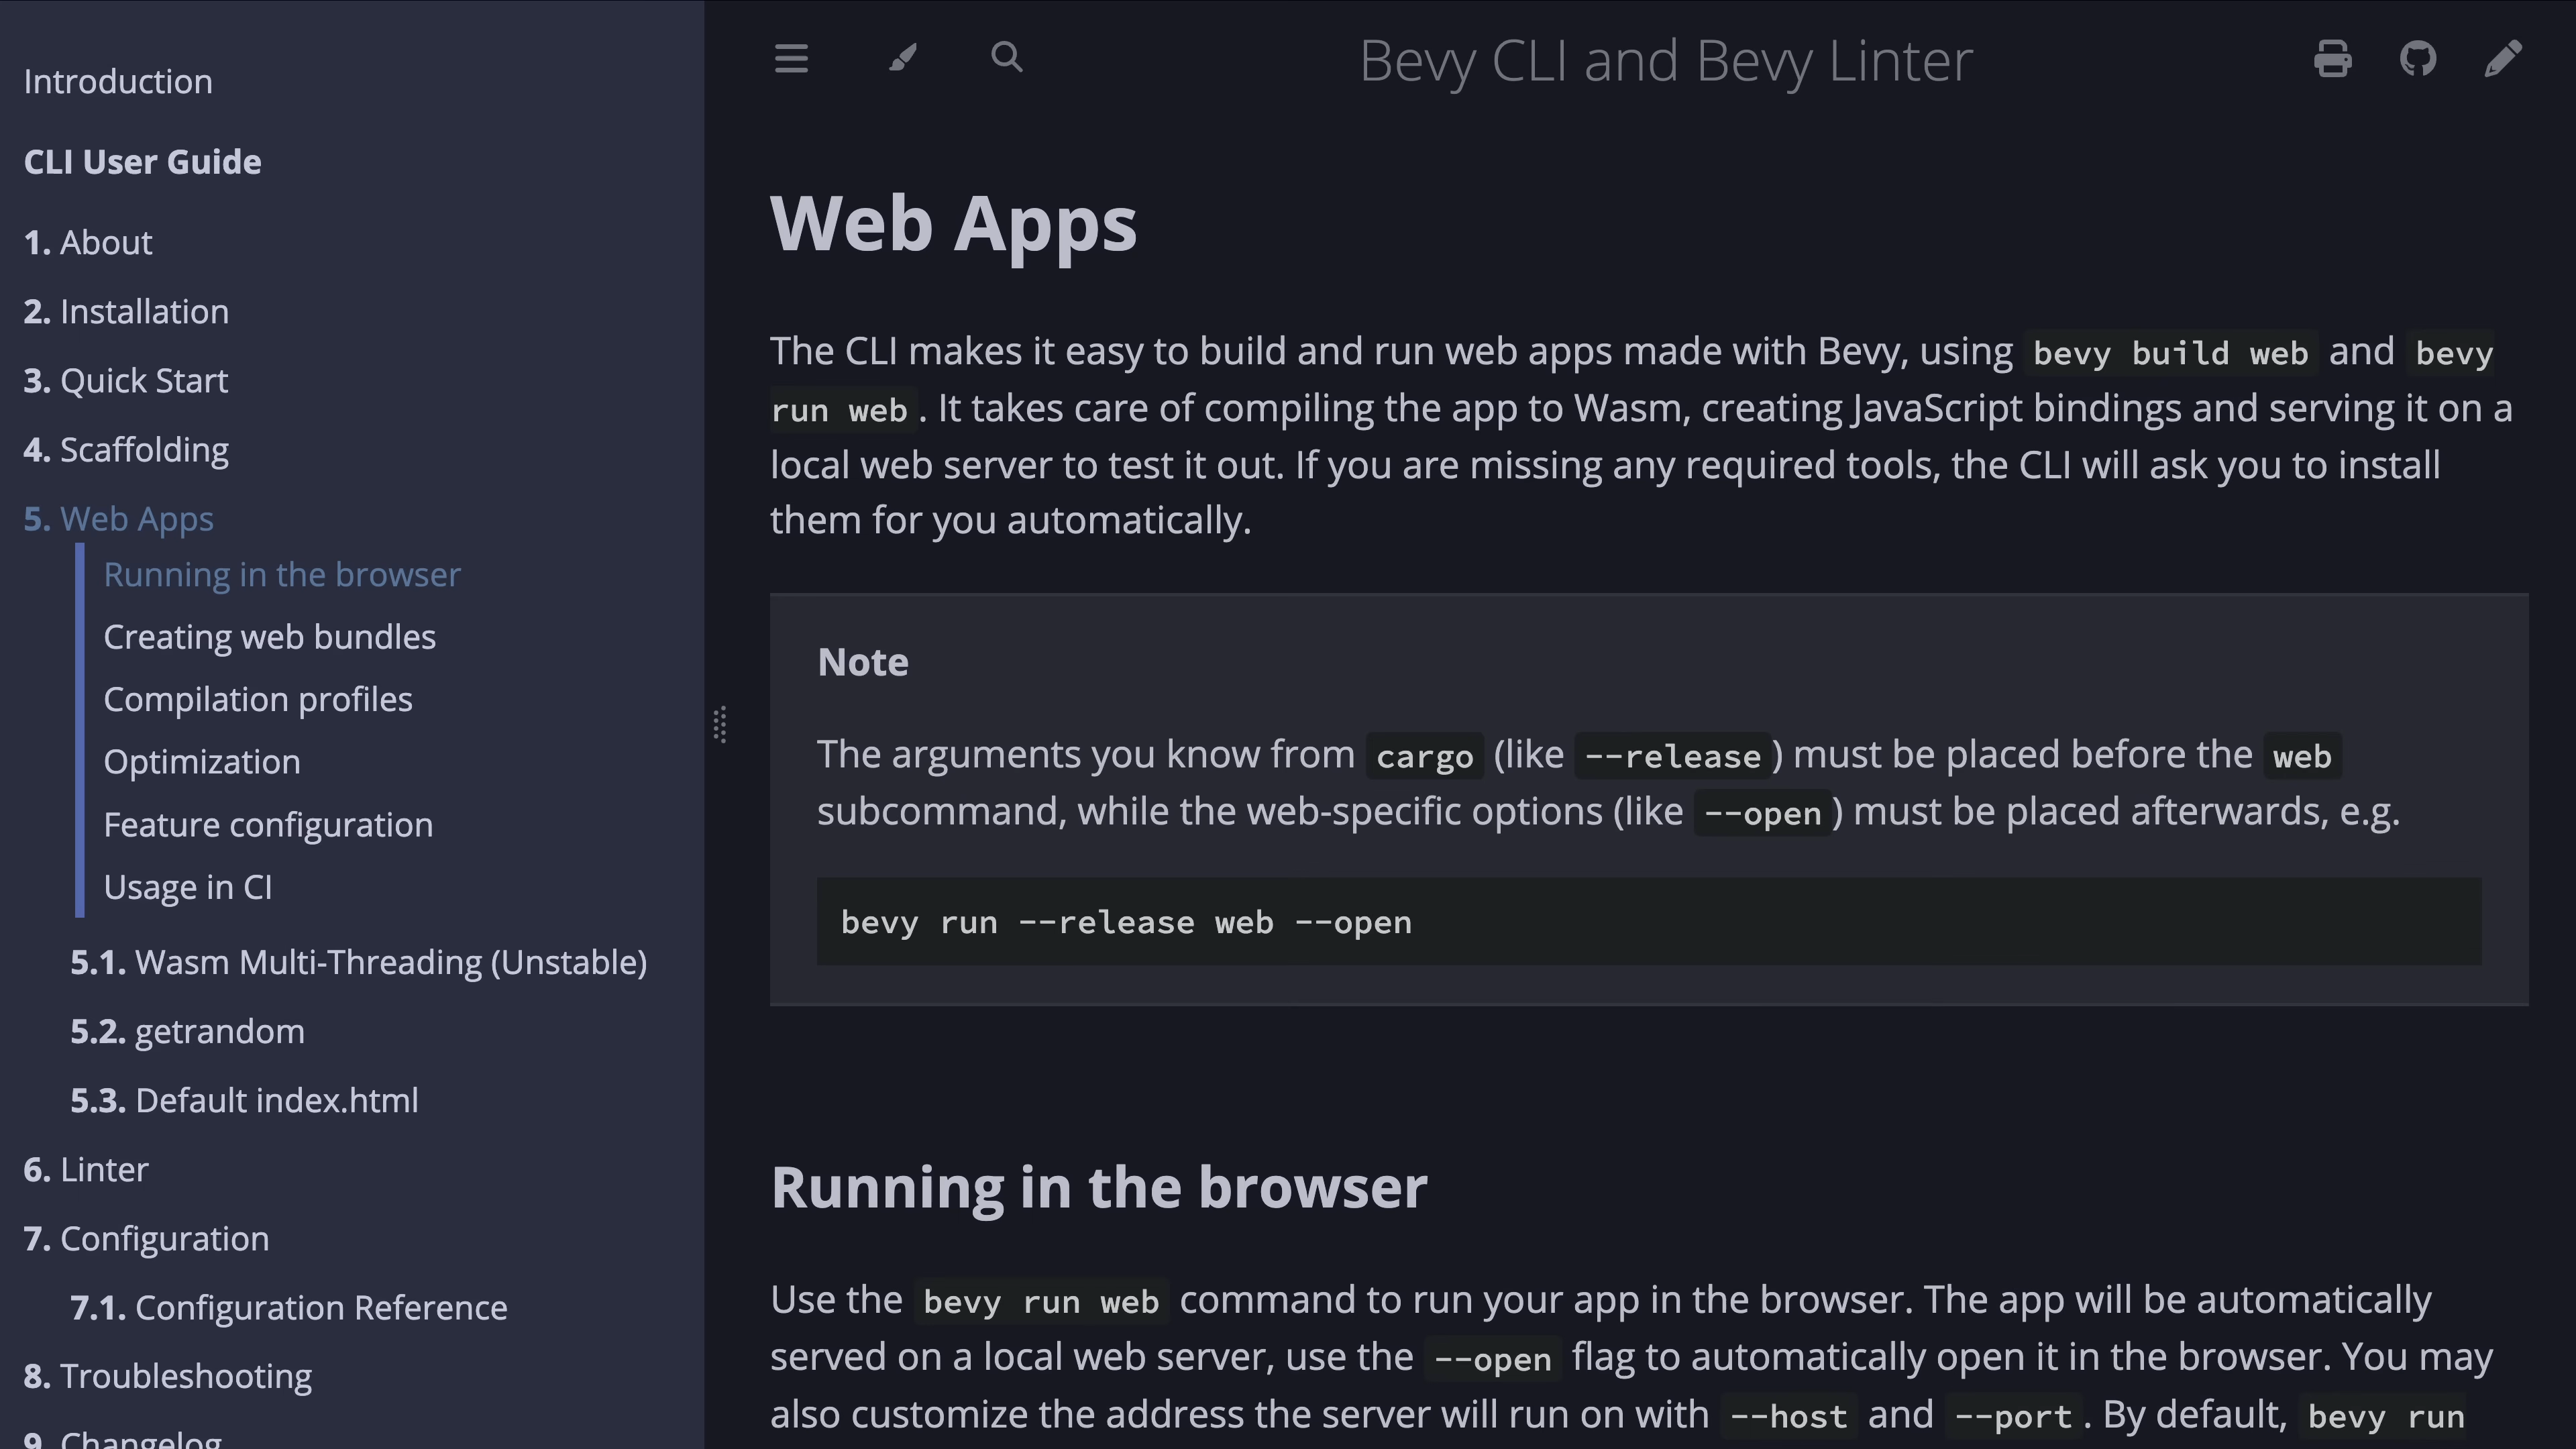 Introduction
CLI User Guide
1. About
2. Installation
3. Quick Start
4. Scaffolding
5. Web Apps
Running in the browser
Creating web bundles
Compilation profiles
Optimization
Feature configuration
Usage in CI
5.1. Wasm Multi-Threading (Unstable)
5.2. getrandom
5.3. Default index.html
6. Linter
7. Configuration
7.1. Configuration Reference
8. Troubleshooting
9. Changelog
Bevy CLI and Bevy Linter
Web Apps
The CLI makes it easy to build and run web apps made with Bevy, using bevy build web and bevy
run web. It takes care of compiling the app to Wasm, creating JavaScript bindings and serving it on a
local web server to test it out. If you are missing any required tools, the CLI will ask you to install
them for you automatically.
Note
The arguments you know from cargo (like --release) must be placed before the web
subcommand, while the web-specific options (like --open) must be placed afterwards, e.g.
bevy run --release web --open
Running in the browser
Use the bevy run web command to run your app in the browser. The app will be automatically
served on a local web server, use the --open flag to automatically open it in the browser. You may
also customize the address the server will run on with --host and --port. By default, bevy run